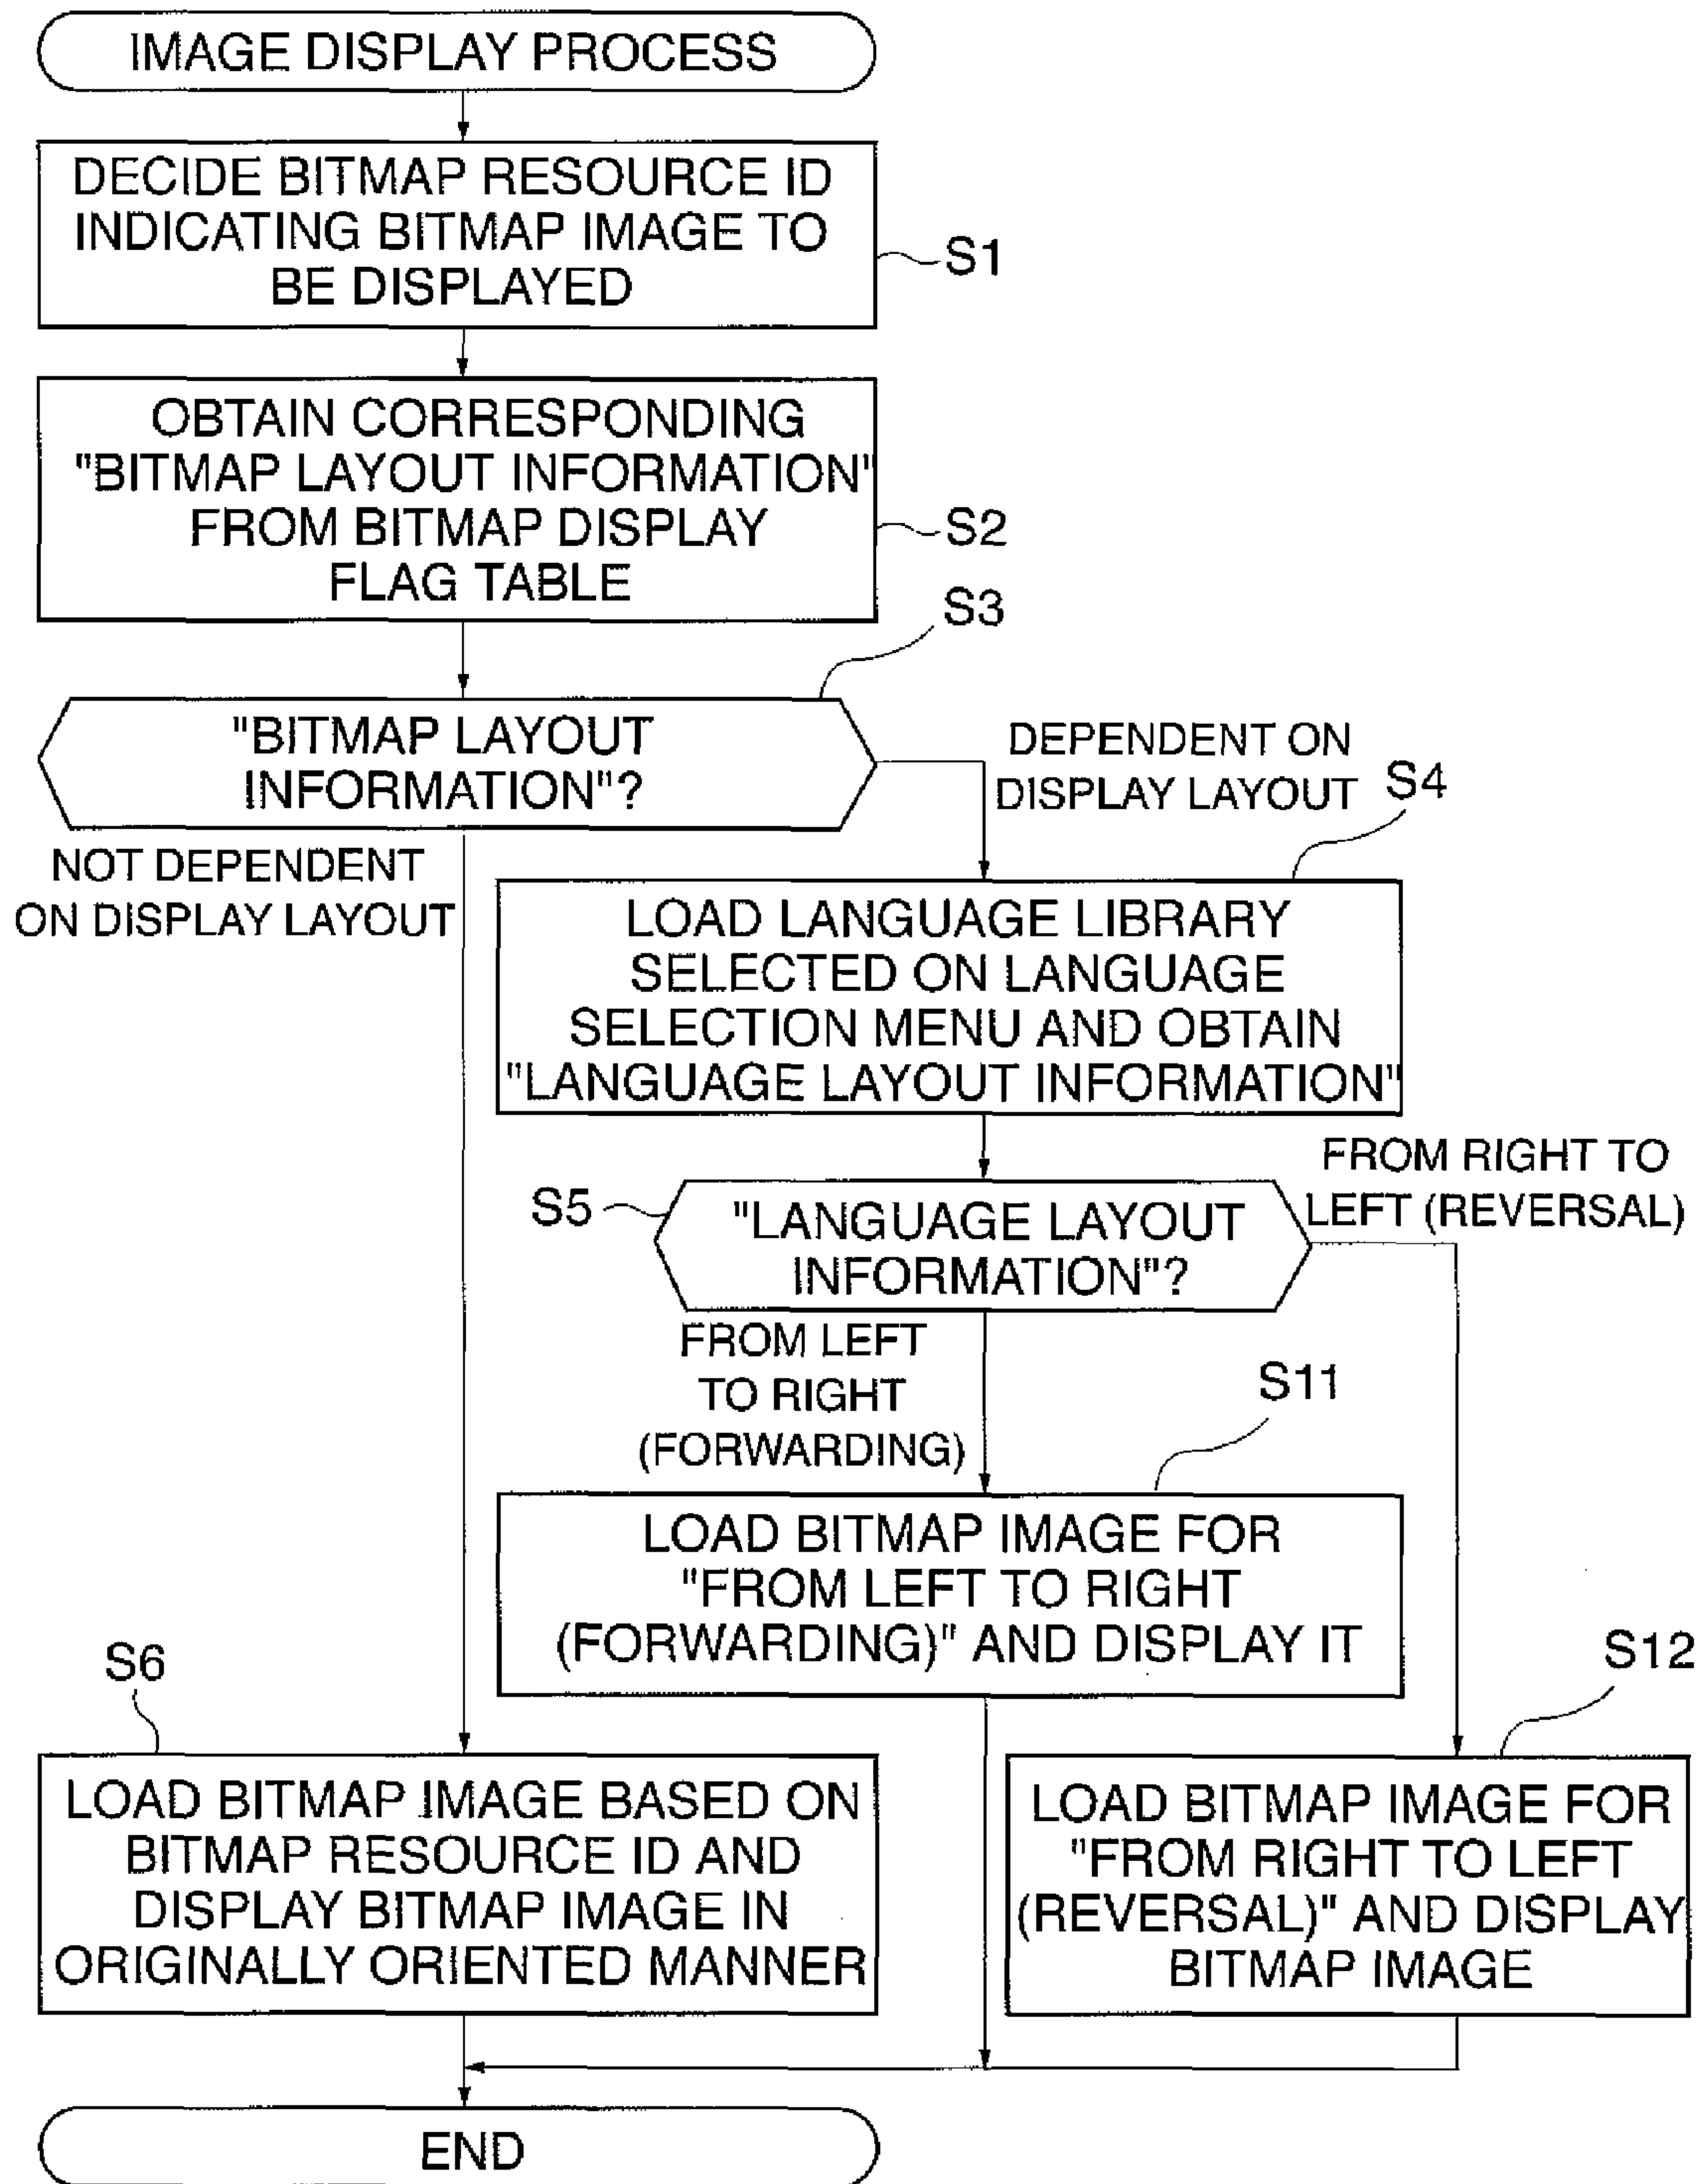 IMAGE DISPLAY PROCESS
DECIDE BITMAP RESOURCE ID
INDICATING BITMAP IMAGE TO
BE DISPLAYED
S1
OBTAIN CORRESPONDING
"BITMAP LAYOUT INFORMATION"
FROM BITMAP DISPLAY
FLAG TABLE
S2
S3
"BITMAP LAYOUT
INFORMATION"?
DEPENDENT ON
DISPLAY LAYOUT
S4
NOT DEPENDENT
ON DISPLAY LAYOUT
LOAD LANGUAGE LIBRARY
SELECTED ON LANGUAGE
SELECTION MENU AND OBTAIN
"LANGUAGE LAYOUT INFORMATION"
S5
"LANGUAGE LAYOUT
INFORMATION"?
FROM RIGHT TO
LEFT (REVERSAL)
FROM LEFT
TO RIGHT
(FORWARDING)
S11
LOAD BITMAP IMAGE FOR
"FROM LEFT TO RIGHT
(FORWARDING)" AND DISPLAY IT
S6
LOAD BITMAP IMAGE BASED ON
BITMAP RESOURCE ID AND
DISPLAY BITMAP IMAGE IN
ORIGINALLY ORIENTED MANNER
S12
LOAD BITMAP IMAGE FOR
"FROM RIGHT TO LEFT
(REVERSAL)" AND DISPLAY
BITMAP IMAGE
END